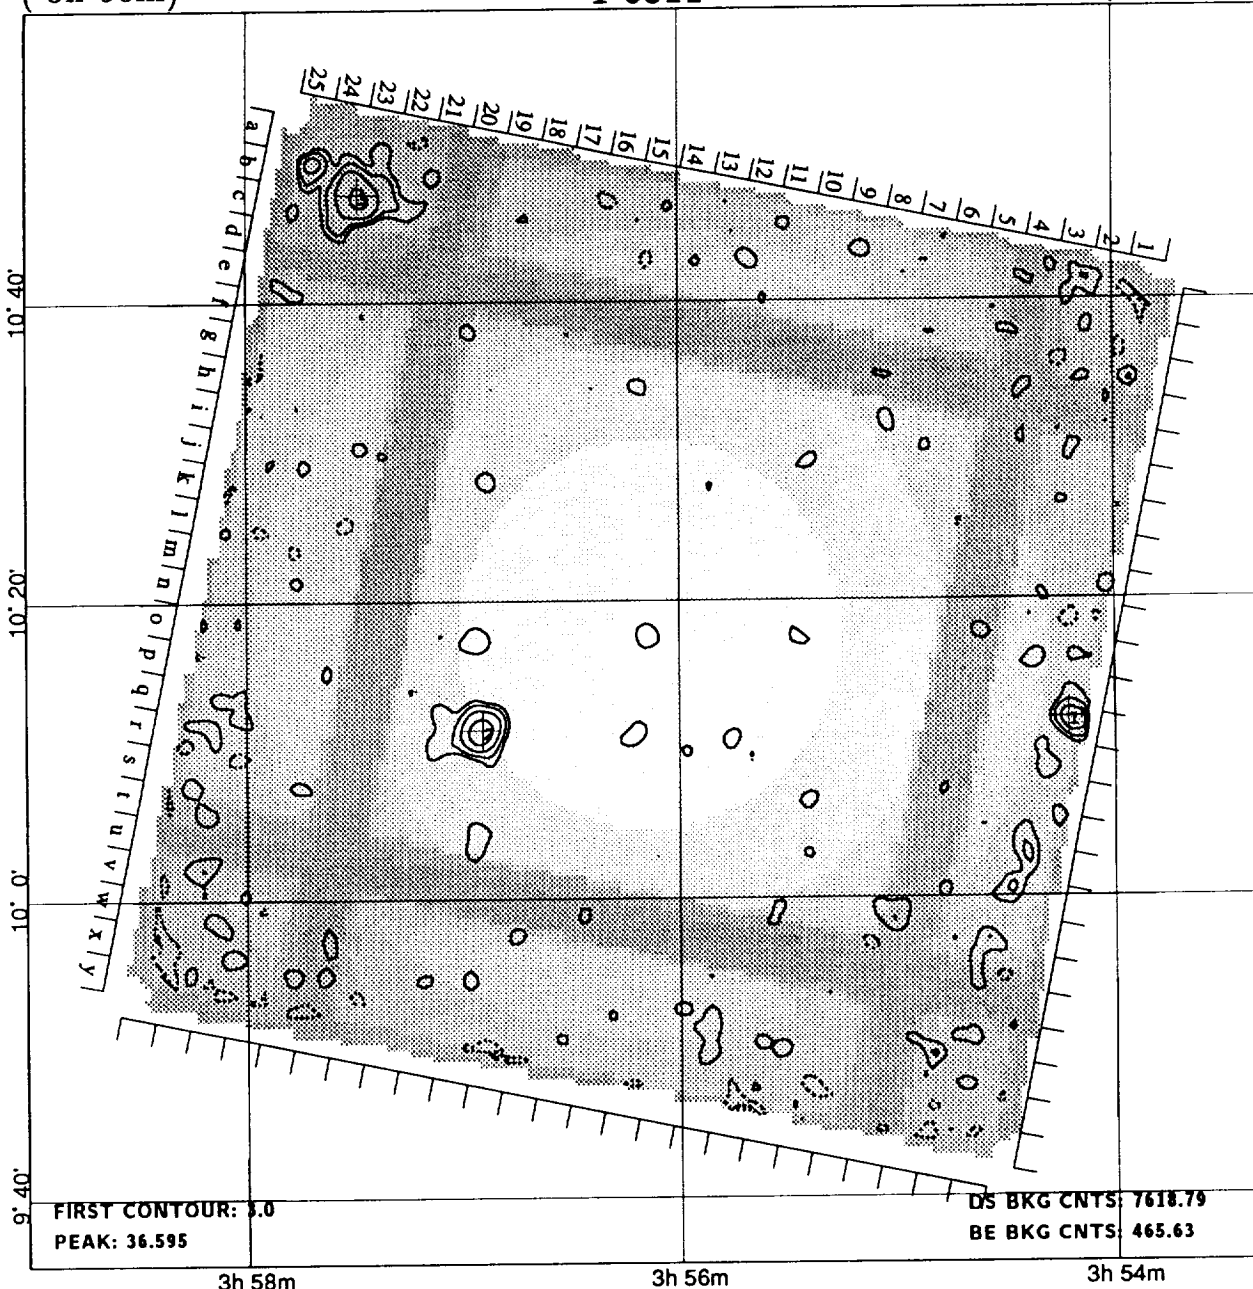 25 24 23 22 21 20 19 18 17 16 15 14 13 12 11 10 9 8 7 6 5 4 3 2 1
a b c d e f g h i j k l m n o p q r s t u v w x y
10° 40'
10° 20'
10° 0'
9° 40'
FIRST CONTOUR: 3.0
PEAK: 36.595
DS BKG CNTS: 7618.79
BE BKG CNTS: 465.63
3h 58m 3h 56m 3h 54m